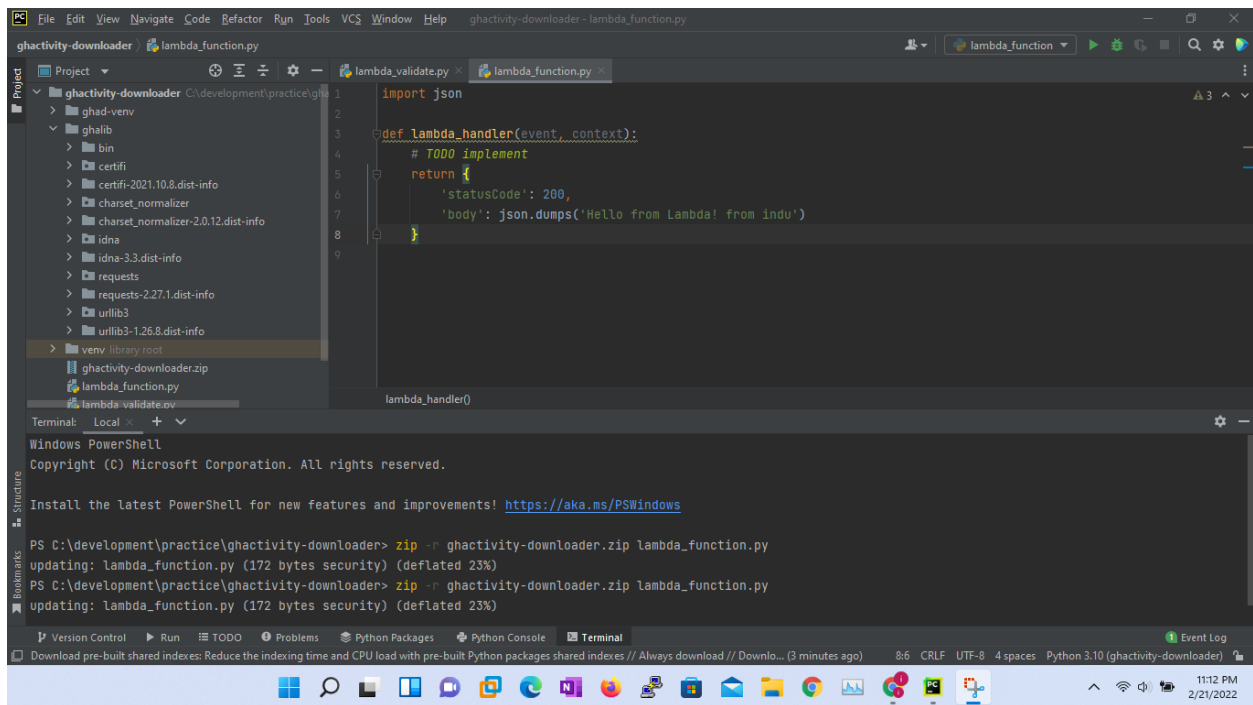 PC File Edit View Navigate Code Refactor Run Tools VCS Window Help ghactivity-downloader - lambda_function.py
ghactivity-downloader lambda_function.py lambda_function
Project
Project
lambda_validate.py lambda_function.py
ghactivity-downloader C:\development\practice\gha
ghad-venv
ghalib
bin
certifi
certifi-2021.10.8.dist-info
charset_normalizer
charset_normalizer-2.0.12.dist-info
idna
idna-3.3.dist-info
requests
requests-2.27.1.dist-info
urllib3
urllib3-1.26.8.dist-info
venv library root
ghactivity-downloader.zip
lambda_function.py
lambda_validate.py
1 import json
2
3 def lambda_handler(event, context):
4 # TODO implement
5 return {
6 'statusCode': 200,
7 'body': json.dumps('Hello from Lambda! from indu')
8 }
9
3
lambda_handler()
Terminal: Local
Windows PowerShell
Copyright (C) Microsoft Corporation. All rights reserved.
Install the latest PowerShell for new features and improvements! https://aka.ms/PSWindows
PS C:\development\practice\ghactivity-downloader> zip -r ghactivity-downloader.zip lambda_function.py
updating: lambda_function.py (172 bytes security) (deflated 23%)
PS C:\development\practice\ghactivity-downloader> zip -r ghactivity-downloader.zip lambda_function.py
updating: lambda_function.py (172 bytes security) (deflated 23%)
Structure
Bookmarks
Version Control Run TODO Problems Python Packages Python Console Terminal 1 Event Log
Download pre-built shared indexes: Reduce the indexing time and CPU load with pre-built Python packages shared indexes // Always download // Downlo... (3 minutes ago) 8:6 CRLF UTF-8 4 spaces Python 3.10 (ghactivity-downloader)
11:12 PM
2/21/2022